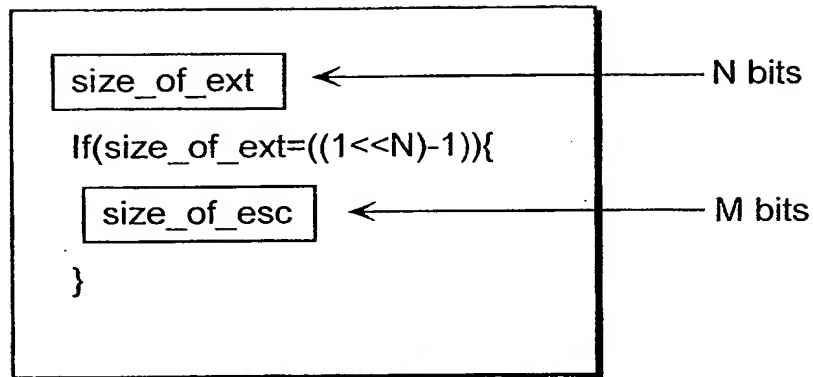 size_of_ext
N bits
If(size_of_ext=((1<<N)-1)){
size_of_esc
M bits
}